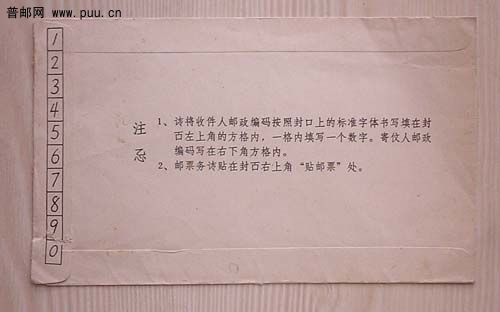 普邮网 www.puu.cn
1
2
3
4
5
6
7
8
9
0
注意
1、请将收件人邮政编码按照封口上的标准字体书写填在封
面左上角的方格内，一格内填写一个数字。寄伩人邮政
编码写在右下角方格内。
2、邮票务请贴在封面右上角“贴邮票”处。